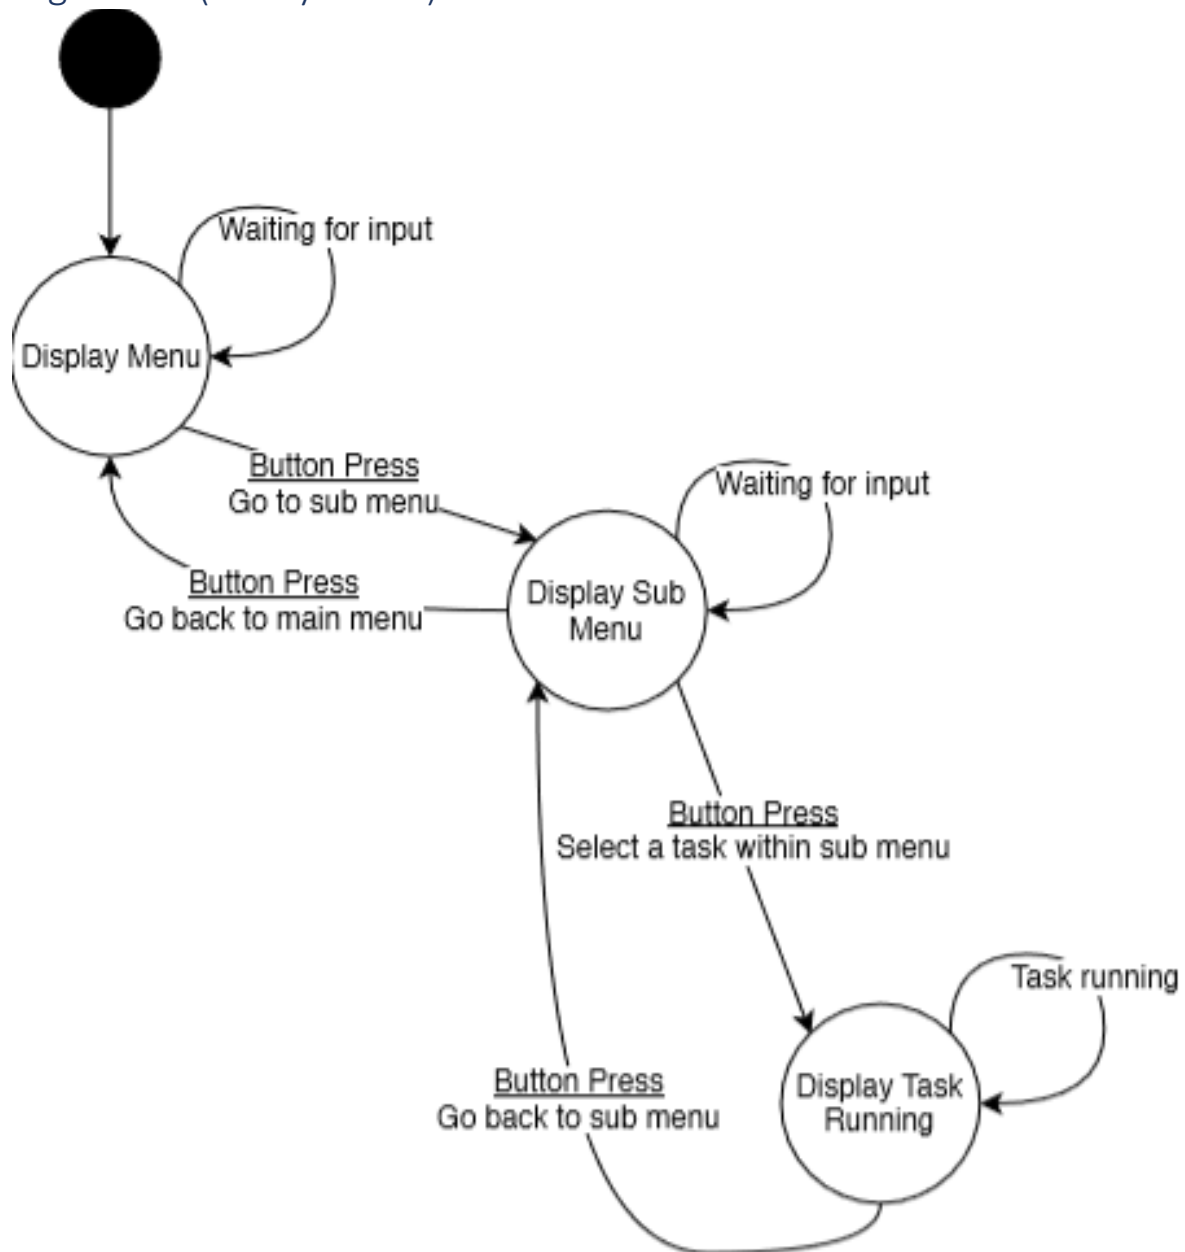 Waiting for input
Display Menu
Button Press
Go to sub menu
Waiting for input
Button Press
Go back to main menu
Display Sub
Menu
Button Press
Select a task within sub menu
Task running
Button Press
Go back to sub menu
Display Task
Running